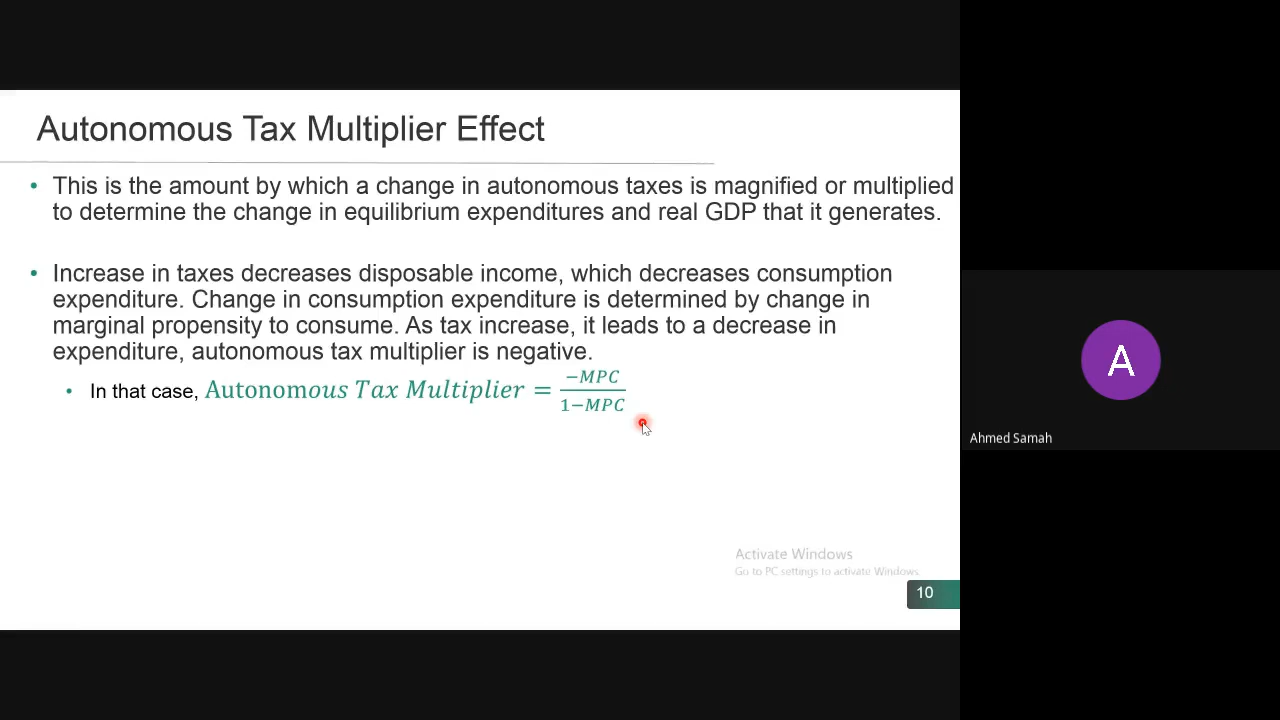 Autonomous Tax Multiplier Effect
• This is the amount by which a change in autonomous taxes is magnified or multiplied
to determine the change in equilibrium expenditures and real GDP that it generates.
• Increase in taxes decreases disposable income, which decreases consumption
expenditure. Change in consumption expenditure is determined by change in
marginal propensity to consume. As tax increase, it leads to a decrease in
expenditure, autonomous tax multiplier is negative.
• In that case, Autonomous Tax Multiplier = −MPC / 1−MPC
Activate Windows
Go to PC settings to activate Windows.
10
A
Ahmed Samah